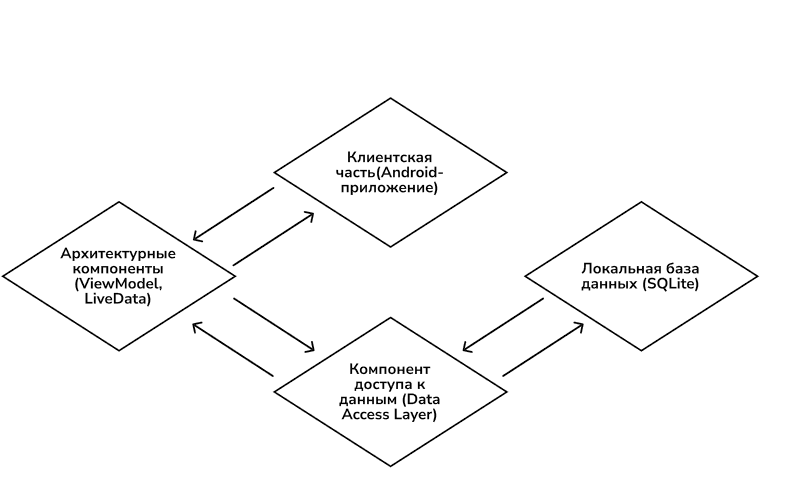 Клиентская
часть(Android-
приложение)
Архитектурные
компоненты
(ViewModel,
LiveData)
Локальная база
данных (SQLite)
Компонент
доступа к
данным (Data
Access Layer)